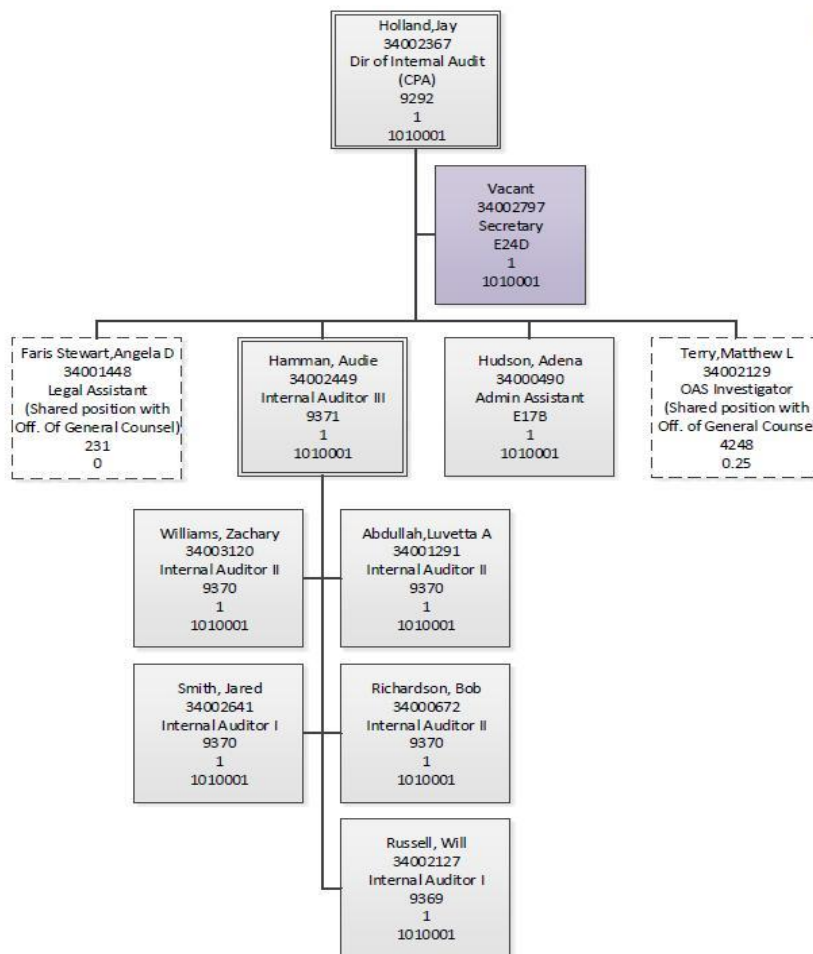 Holland,Jay
34002367
Dir of Internal Audit
(CPA)
9292
1
1010001
Vacant
34002797
Secretary
E24D
1
1010001
Faris Stewart,Angela D
34001448
Legal Assistant
(Shared position with
Off. Of General Counsel)
231
0
Hamman, Audie
34002449
Internal Auditor III
9371
1
1010001
Hudson, Adena
34000490
Admin Assistant
E17B
1
1010001
Terry,Matthew L
34002129
OAS Investigator
(Shared position with
Off. of General Counse
4248
0.25
Williams, Zachary
34003120
Internal Auditor II
9370
1
1010001
Abdullah,Luvetta A
34001291
Internal Auditor II
9370
1
1010001
Smith, Jared
34002641
Internal Auditor I
9370
1
1010001
Richardson, Bob
34000672
Internal Auditor II
9370
1
1010001
Russell, Will
34002127
Internal Auditor I
9369
1
1010001